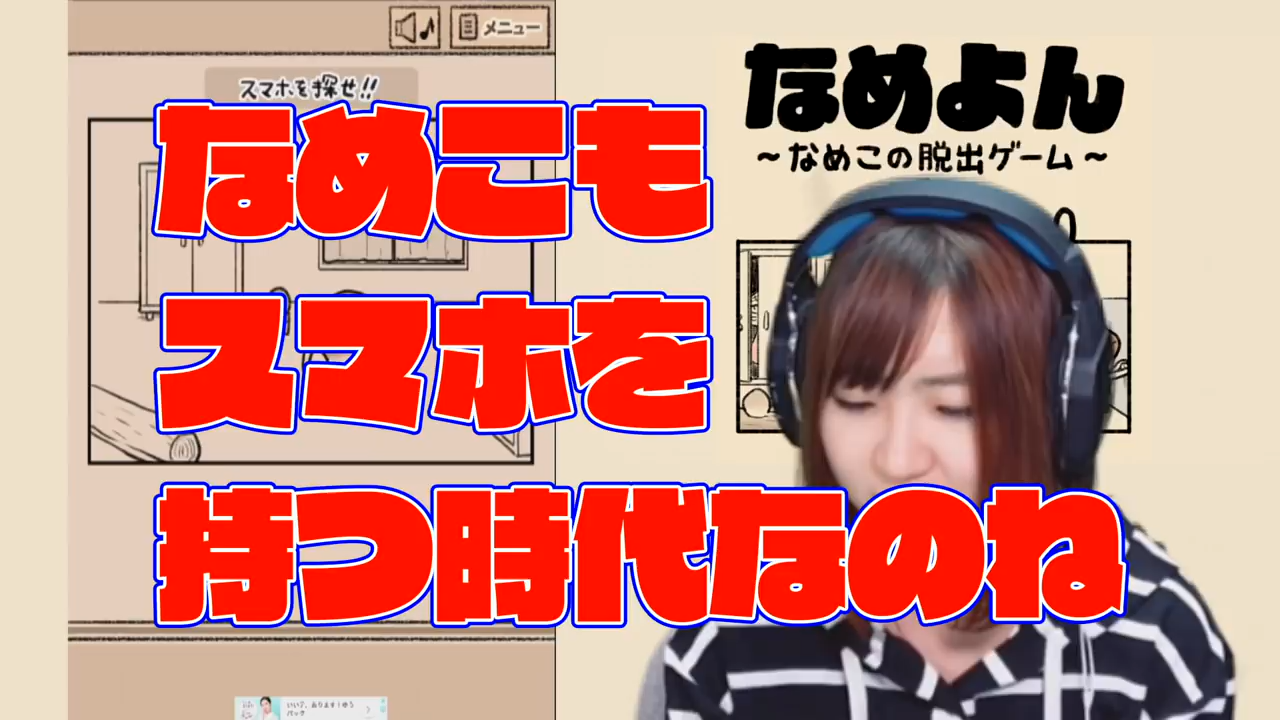 メニュー
スマホを探せ!!
なめこも
スマホを
持つ時代なのね
なめよん
~なめこの脱出ゲーム~